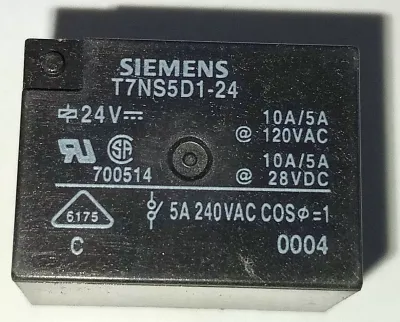 SIEMENS
T7NS5D1-24
24V⎓ 10A/5A
@ 120VAC
10A/5A
700514 @ 28VDC
6175 5A 240VAC COSϕ=1
C 0004